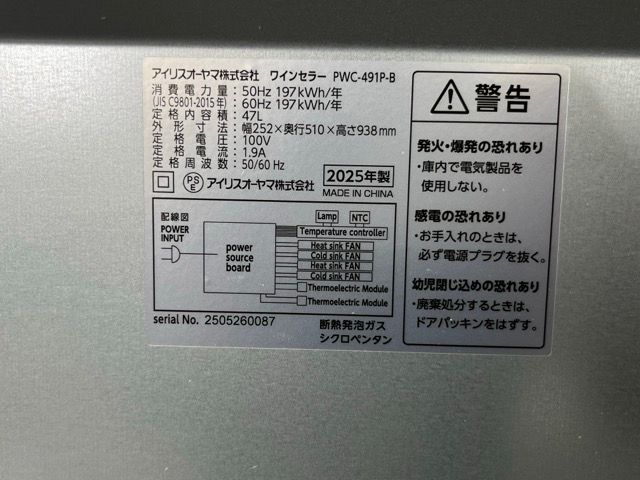 アイリスオーヤマ株式会社 ワインセラー PWC-491P-B
消費電力量:50Hz 197kWh/年
(JIS C9801-2015年):60Hz 197kWh/年
定格内容積:47L
外形寸法:幅252×奥行510×高さ938mm
定格電圧:100V
定格電流:1.9A
定格周波数:50/60 Hz
PSE アイリスオーヤマ株式会社
2025年製
MADE IN CHINA
配線図
POWER INPUT
power source board
Lamp NTC
Temperature controller
Heat sink FAN
Cold sink FAN
Heat sink FAN
Cold sink FAN
Thermoelectric Module
Thermoelectric Module
serial No. 2505260087
断熱発泡ガス
シクロペンタン
警告
発火・爆発の恐れあり
・庫内で電気製品を
使用しない。
感電の恐れあり
・お手入れのときは、
必ず電源プラグを抜く。
幼児閉じ込めの恐れあり
・廃棄処分するときは、
ドアパッキンをはずす。